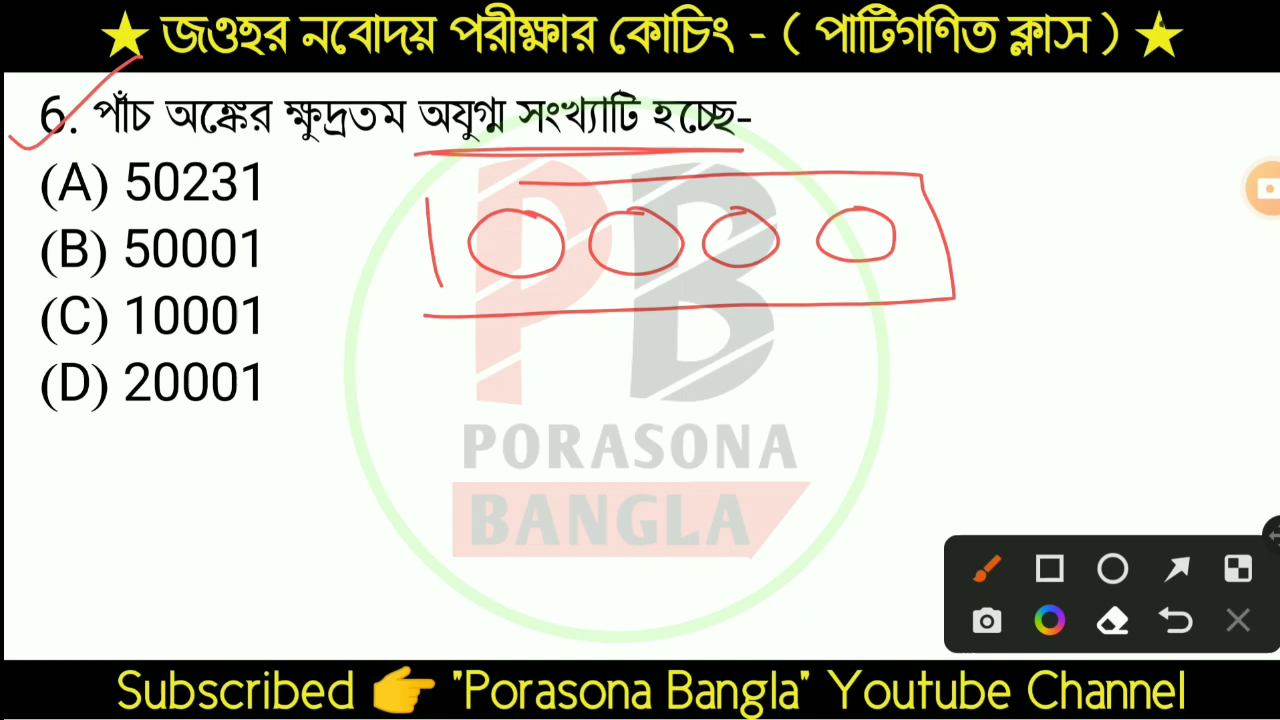 ★ জওহর নবোদয় পরীক্ষার কোচিং - ( পাটিগণিত ক্লাস ) ★
6. পাঁচ অঙ্কের ক্ষুদ্রতম অযুগ্ম সংখ্যাটি হচ্ছে-
(A) 50231
(B) 50001
(C) 10001
(D) 20001
10000
PB
PORASONA
BANGLA
Subscribed 👉 "Porasona Bangla" Youtube Channel